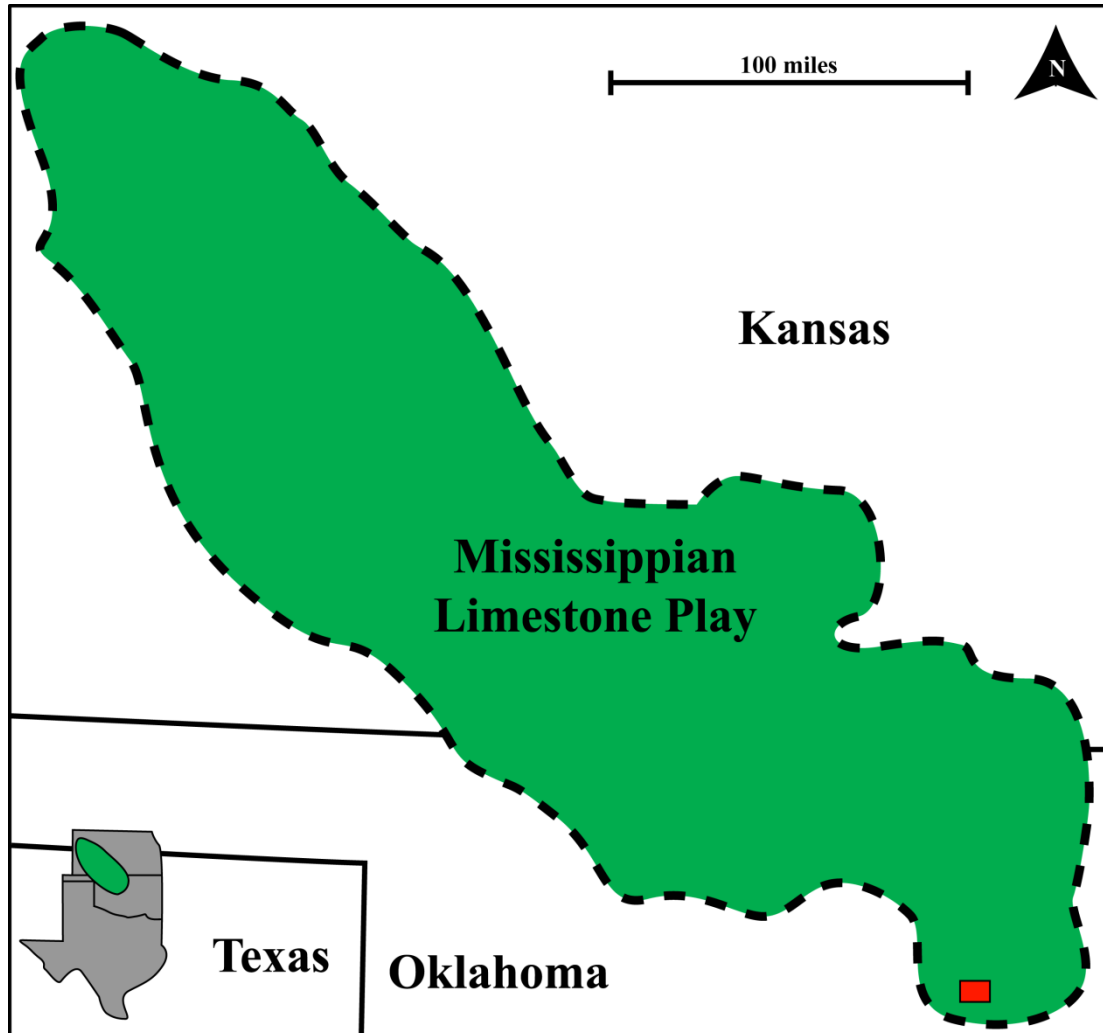 100 miles
N
Kansas
Mississippian
Limestone Play
Texas
Oklahoma